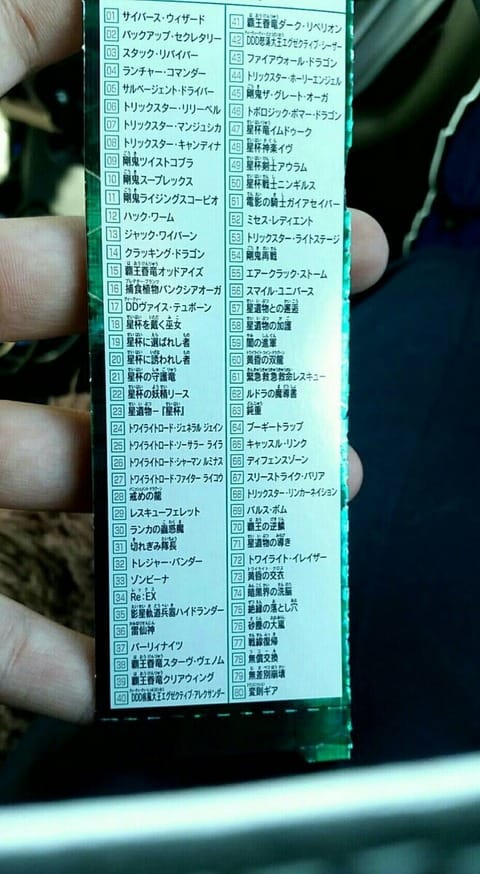 01 サイバース・ウィザード
02 バックアップ・セクレタリー
03 スタック・リバイバー
04 ランチャー・コマンダー
05 サルベージェント・ドライバー
06 トリックスター・リリーベル
07 トリックスター・マンジュシカ
08 トリックスター・キャンディナ
09 剛鬼ツイストコブラ
10 剛鬼スープレックス
11 剛鬼ライジングスコーピオ
12 ハック・ワーム
13 ジャック・ワイバーン
14 クラッキング・ドラゴン
15 覇王眷竜オッドアイズ
16 捕食植物バンクシアオーガ
17 DDヴァイス・テュポーン
18 星杯を戴く巫女
19 星杯に選ばれし者
20 星杯に誘われし者
21 星杯の守護竜
22 星杯の妖精リース
23 星遺物-『星杯』
24 トワイライトロード・ジェネラル ジェイン
25 トワイライトロード・ソーサラー ライラ
26 トワイライトロード・シャーマン ルミナス
27 トワイライトロード・ファイター ライコウ
28 戒めの龍
29 レスキューフェレット
30 ランカの蟲惑魔
31 切れぎみ隊長
32 トレジャー・パンダー
33 ゾンビーナ
34 Re:EX
35 影星軌道兵器ハイドランダー
36 雷仙神
37 パーリィナイツ
38 覇王眷竜スターヴ・ヴェノム
39 覇王眷竜クリアウィング
40 DDD疾風大王エグゼクティブ・アレクサンダー
41 覇王眷竜ダーク・リベリオン
42 DDD怒濤大王エグゼクティブ・シーザー
43 ファイアウォール・ドラゴン
44 トリックスター・ホーリーエンジェル
45 剛鬼ザ・グレート・オーガ
46 トポロジック・ボマー・ドラゴン
47 星杯竜イムドゥーク
48 星杯神楽イヴ
49 星杯剣士アウラム
50 星杯戦士ニンギルス
51 電影の騎士ガイアセイバー
52 ミセス・レディエント
53 トリックスター・ライトステージ
54 剛鬼再戦
55 エアークラック・ストーム
56 スマイル・ユニバース
57 星遺物との邂逅
58 星遺物の加護
59 闇の進軍
60 黄昏の双龍
61 緊急救急救命レスキュー
62 ルドラの魔導書
63 鈍重
64 ブービートラップ
65 キャッスル・リンク
66 ディフェンスゾーン
67 スリーストライク・バリア
68 トリックスター・リンカーネイション
69 パルス・ボム
70 覇王の逆鱗
71 星遺物の導き
72 トワイライト・イレイザー
73 黄昏の交衣
74 暗黒界の洗脳
75 絶縁の落とし穴
76 砂塵の大嵐
77 戦線復帰
78 無償交換
79 無差別崩壊
80 変則ギア